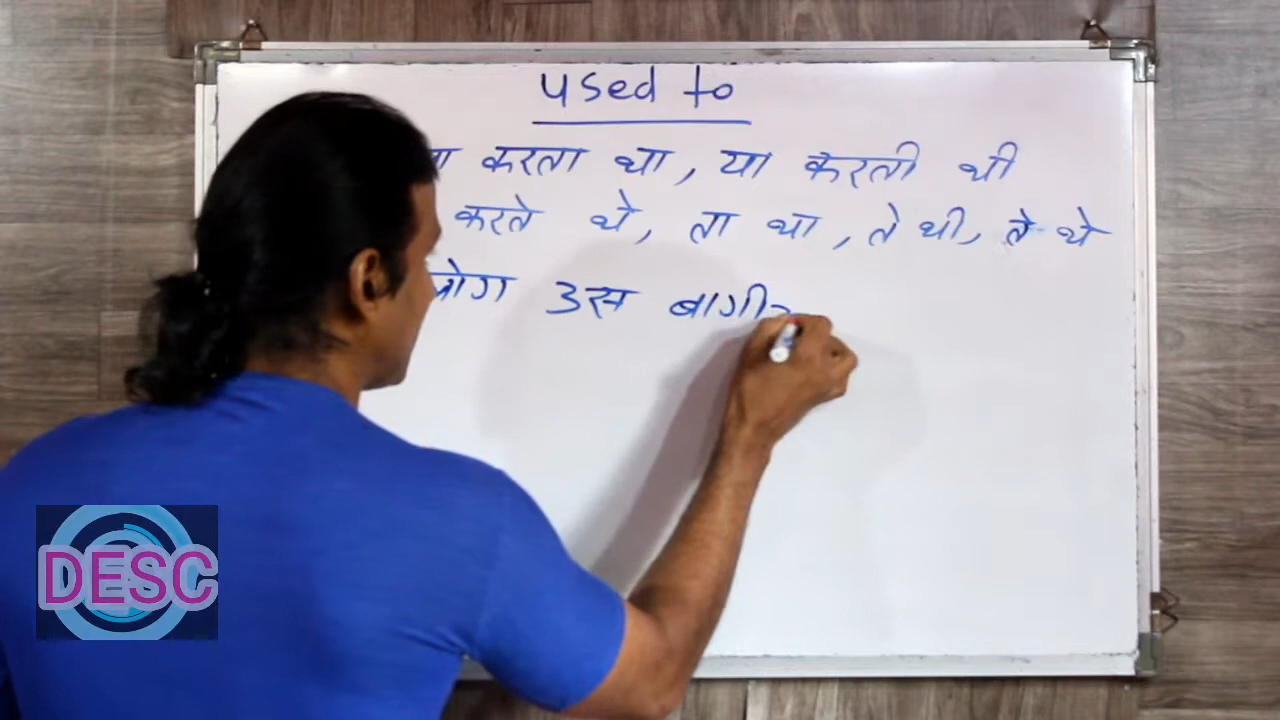 used to
करता था, या करती थी
करते थे, ता था, ते थी, ते थे
उस
DESC